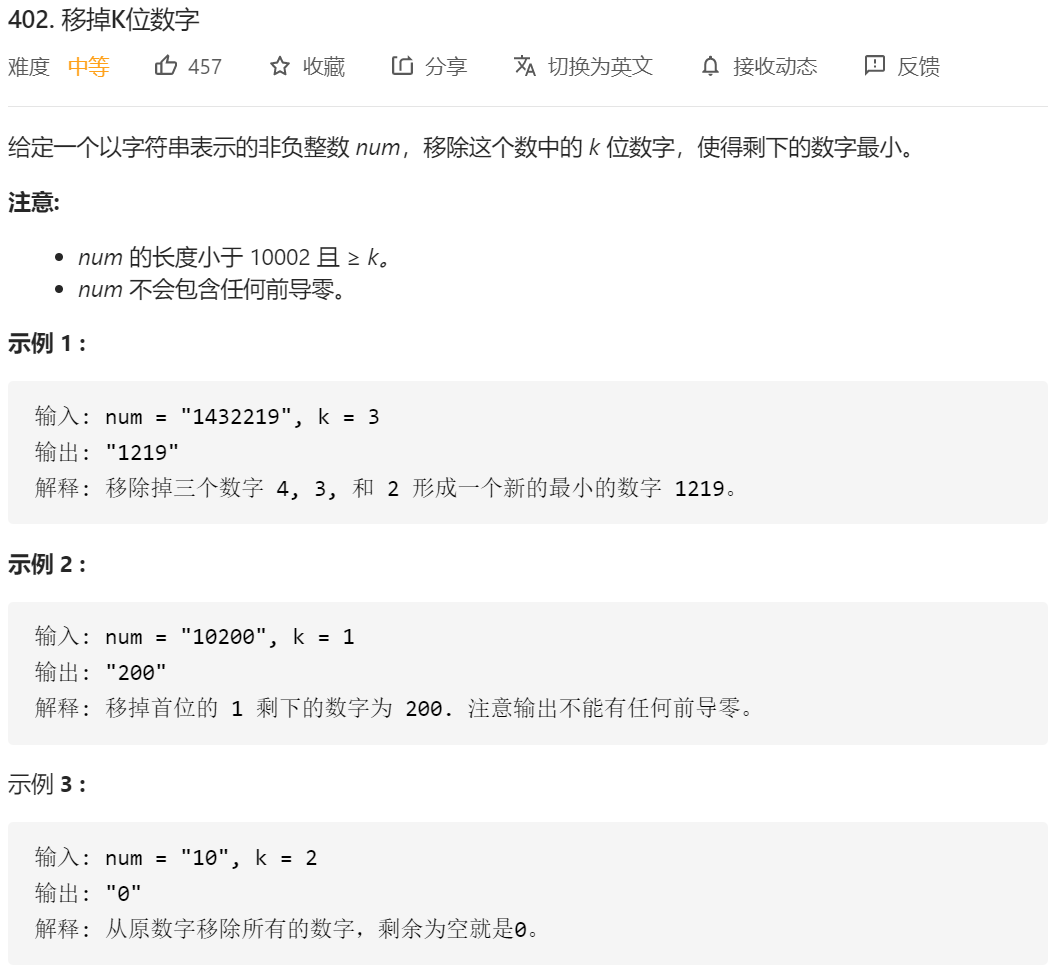 402. 移掉K位数字
难度 中等 457 收藏 分享 切换为英文 接收动态 反馈
给定一个以字符串表示的非负整数 num，移除这个数中的 k 位数字，使得剩下的数字最小。
注意:
• num 的长度小于 10002 且 ≥ k。
• num 不会包含任何前导零。
示例 1 :
输入: num = "1432219", k = 3
输出: "1219"
解释: 移除掉三个数字 4, 3, 和 2 形成一个新的最小的数字 1219。
示例 2 :
输入: num = "10200", k = 1
输出: "200"
解释: 移掉首位的 1 剩下的数字为 200. 注意输出不能有任何前导零。
示例 3 :
输入: num = "10", k = 2
输出: "0"
解释: 从原数字移除所有的数字，剩余为空就是0。